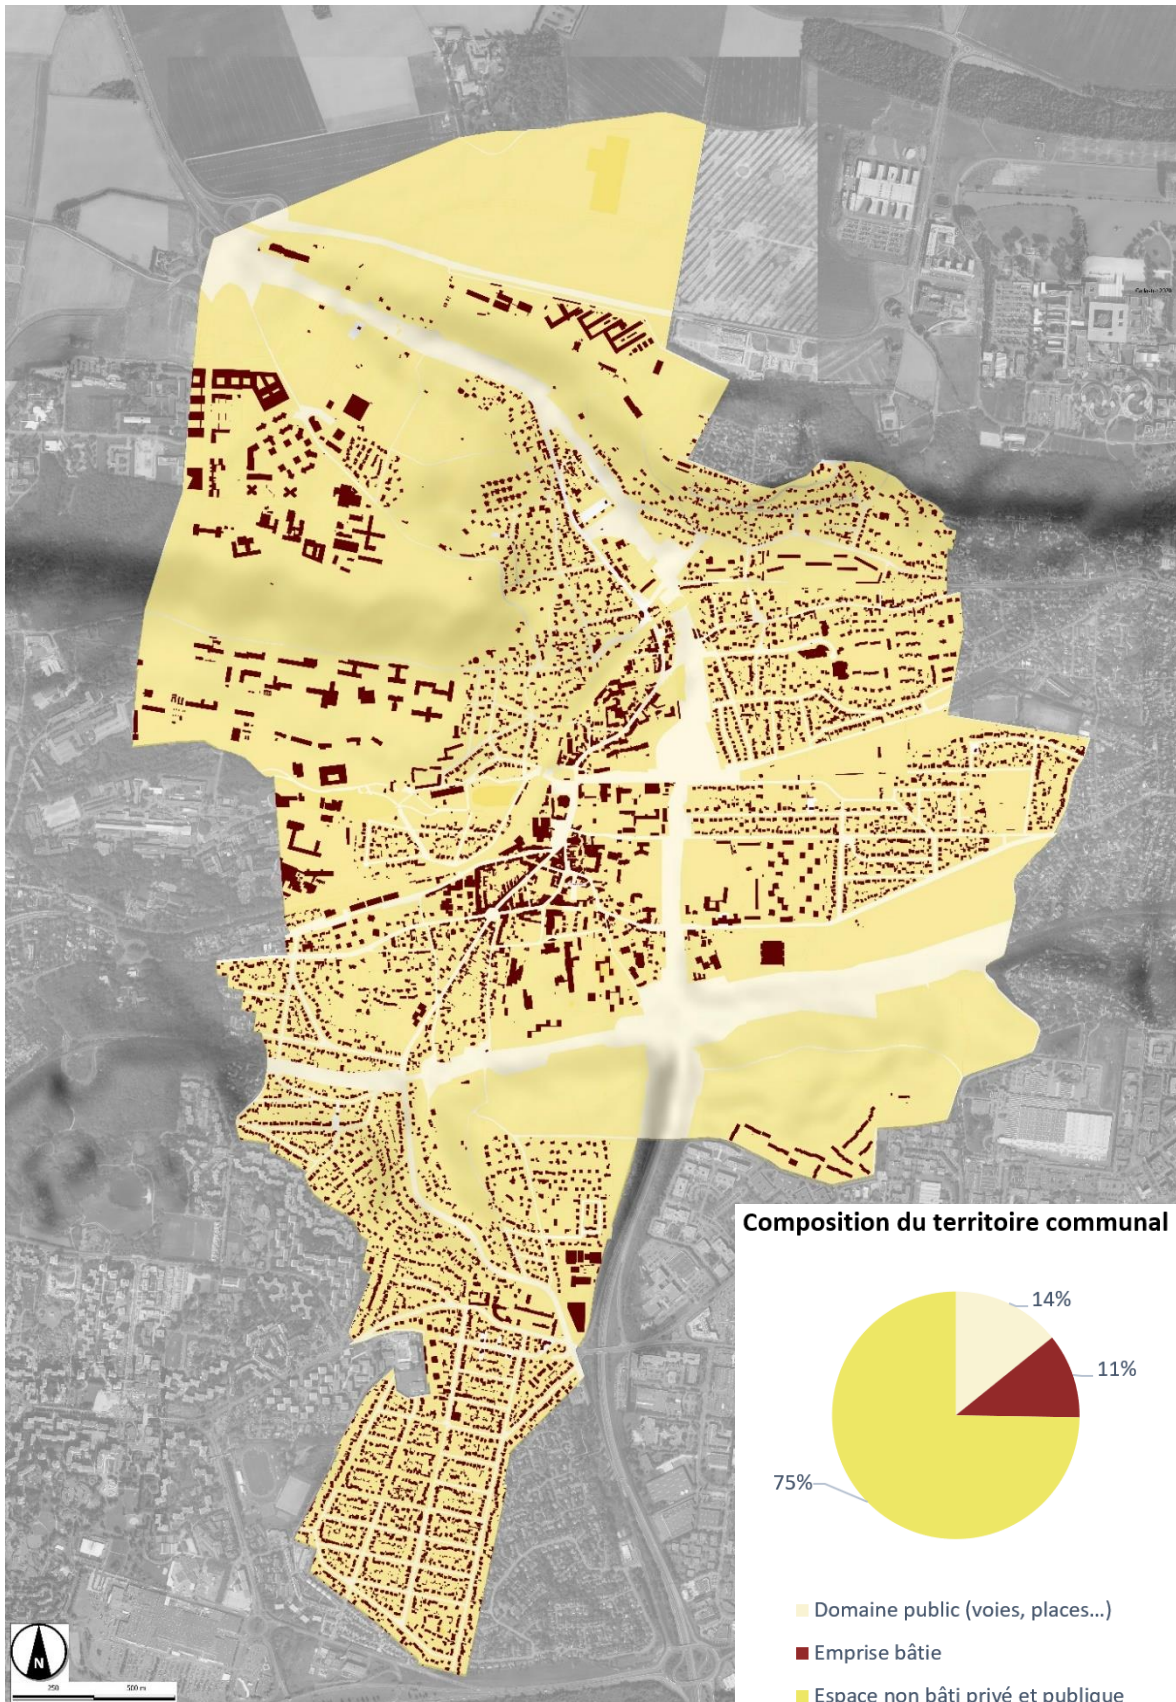 Composition du territoire communal
14%
11%
75%
Domaine public (voies, places...)
Emprise bâtie
Espace non bâti privé et publique
N
250
500 m